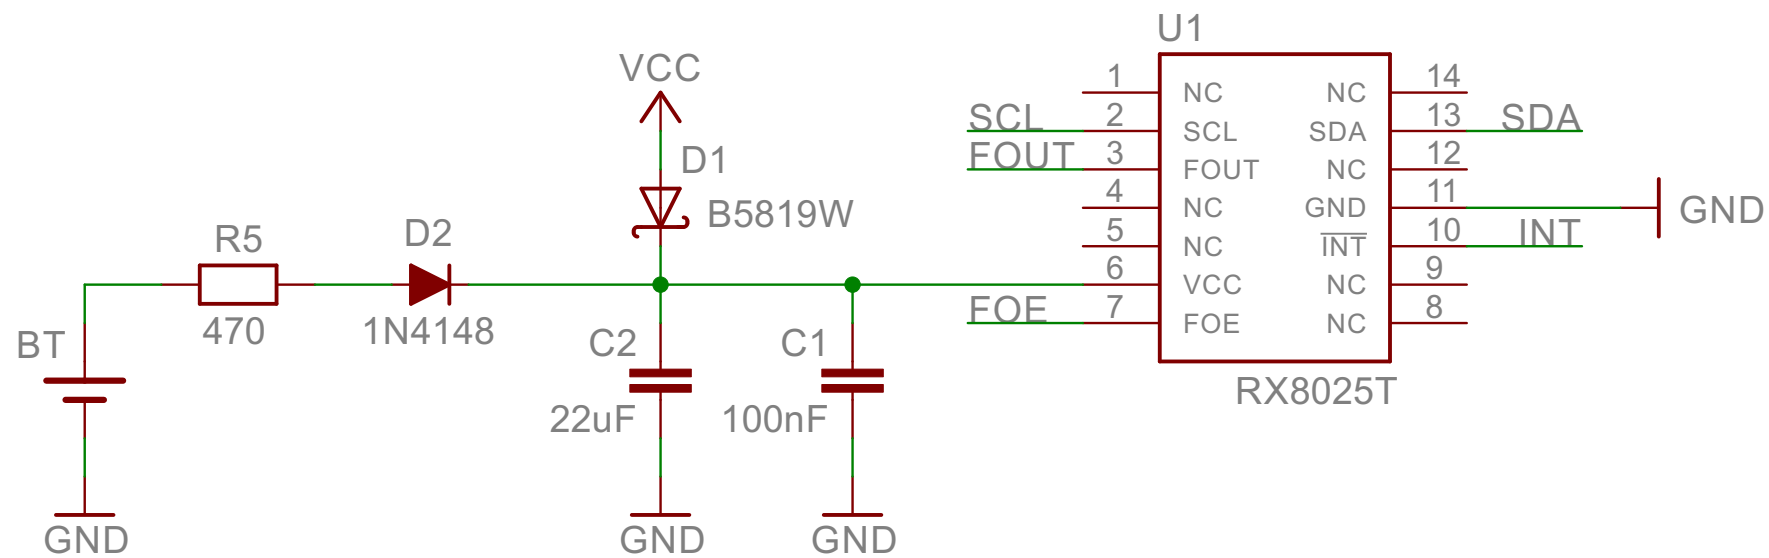 U1
VCC
1 NC NC 14
SCL 2 SCL SDA 13 SDA
D1
FOUT 3 FOUT NC 12
B5819W
4 NC GND 11 GND
R5 D2
5 NC INT 10 INT
6 VCC NC 9
470 1N4148
FOE 7 FOE NC 8
BT C2 C1
RX8025T
22uF 100nF
GND GND GND